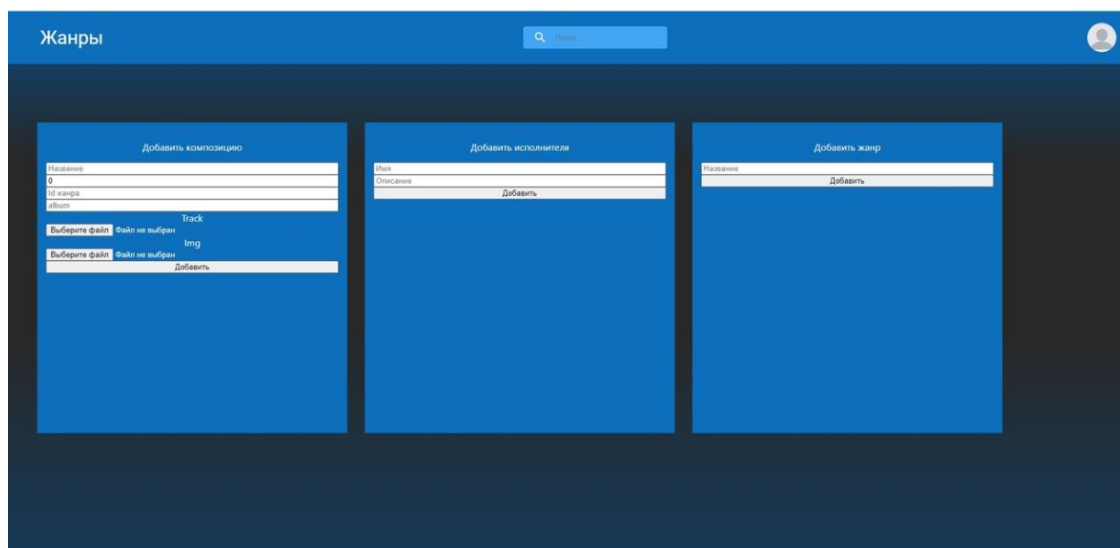 Жанры
Поиск...
Добавить композицию
Название
0
Id жанра
album
Track
Выберите файл Файл не выбран
Img
Выберите файл Файл не выбран
Добавить
Добавить исполнителя
Имя
Описание
Добавить
Добавить жанр
Название
Добавить